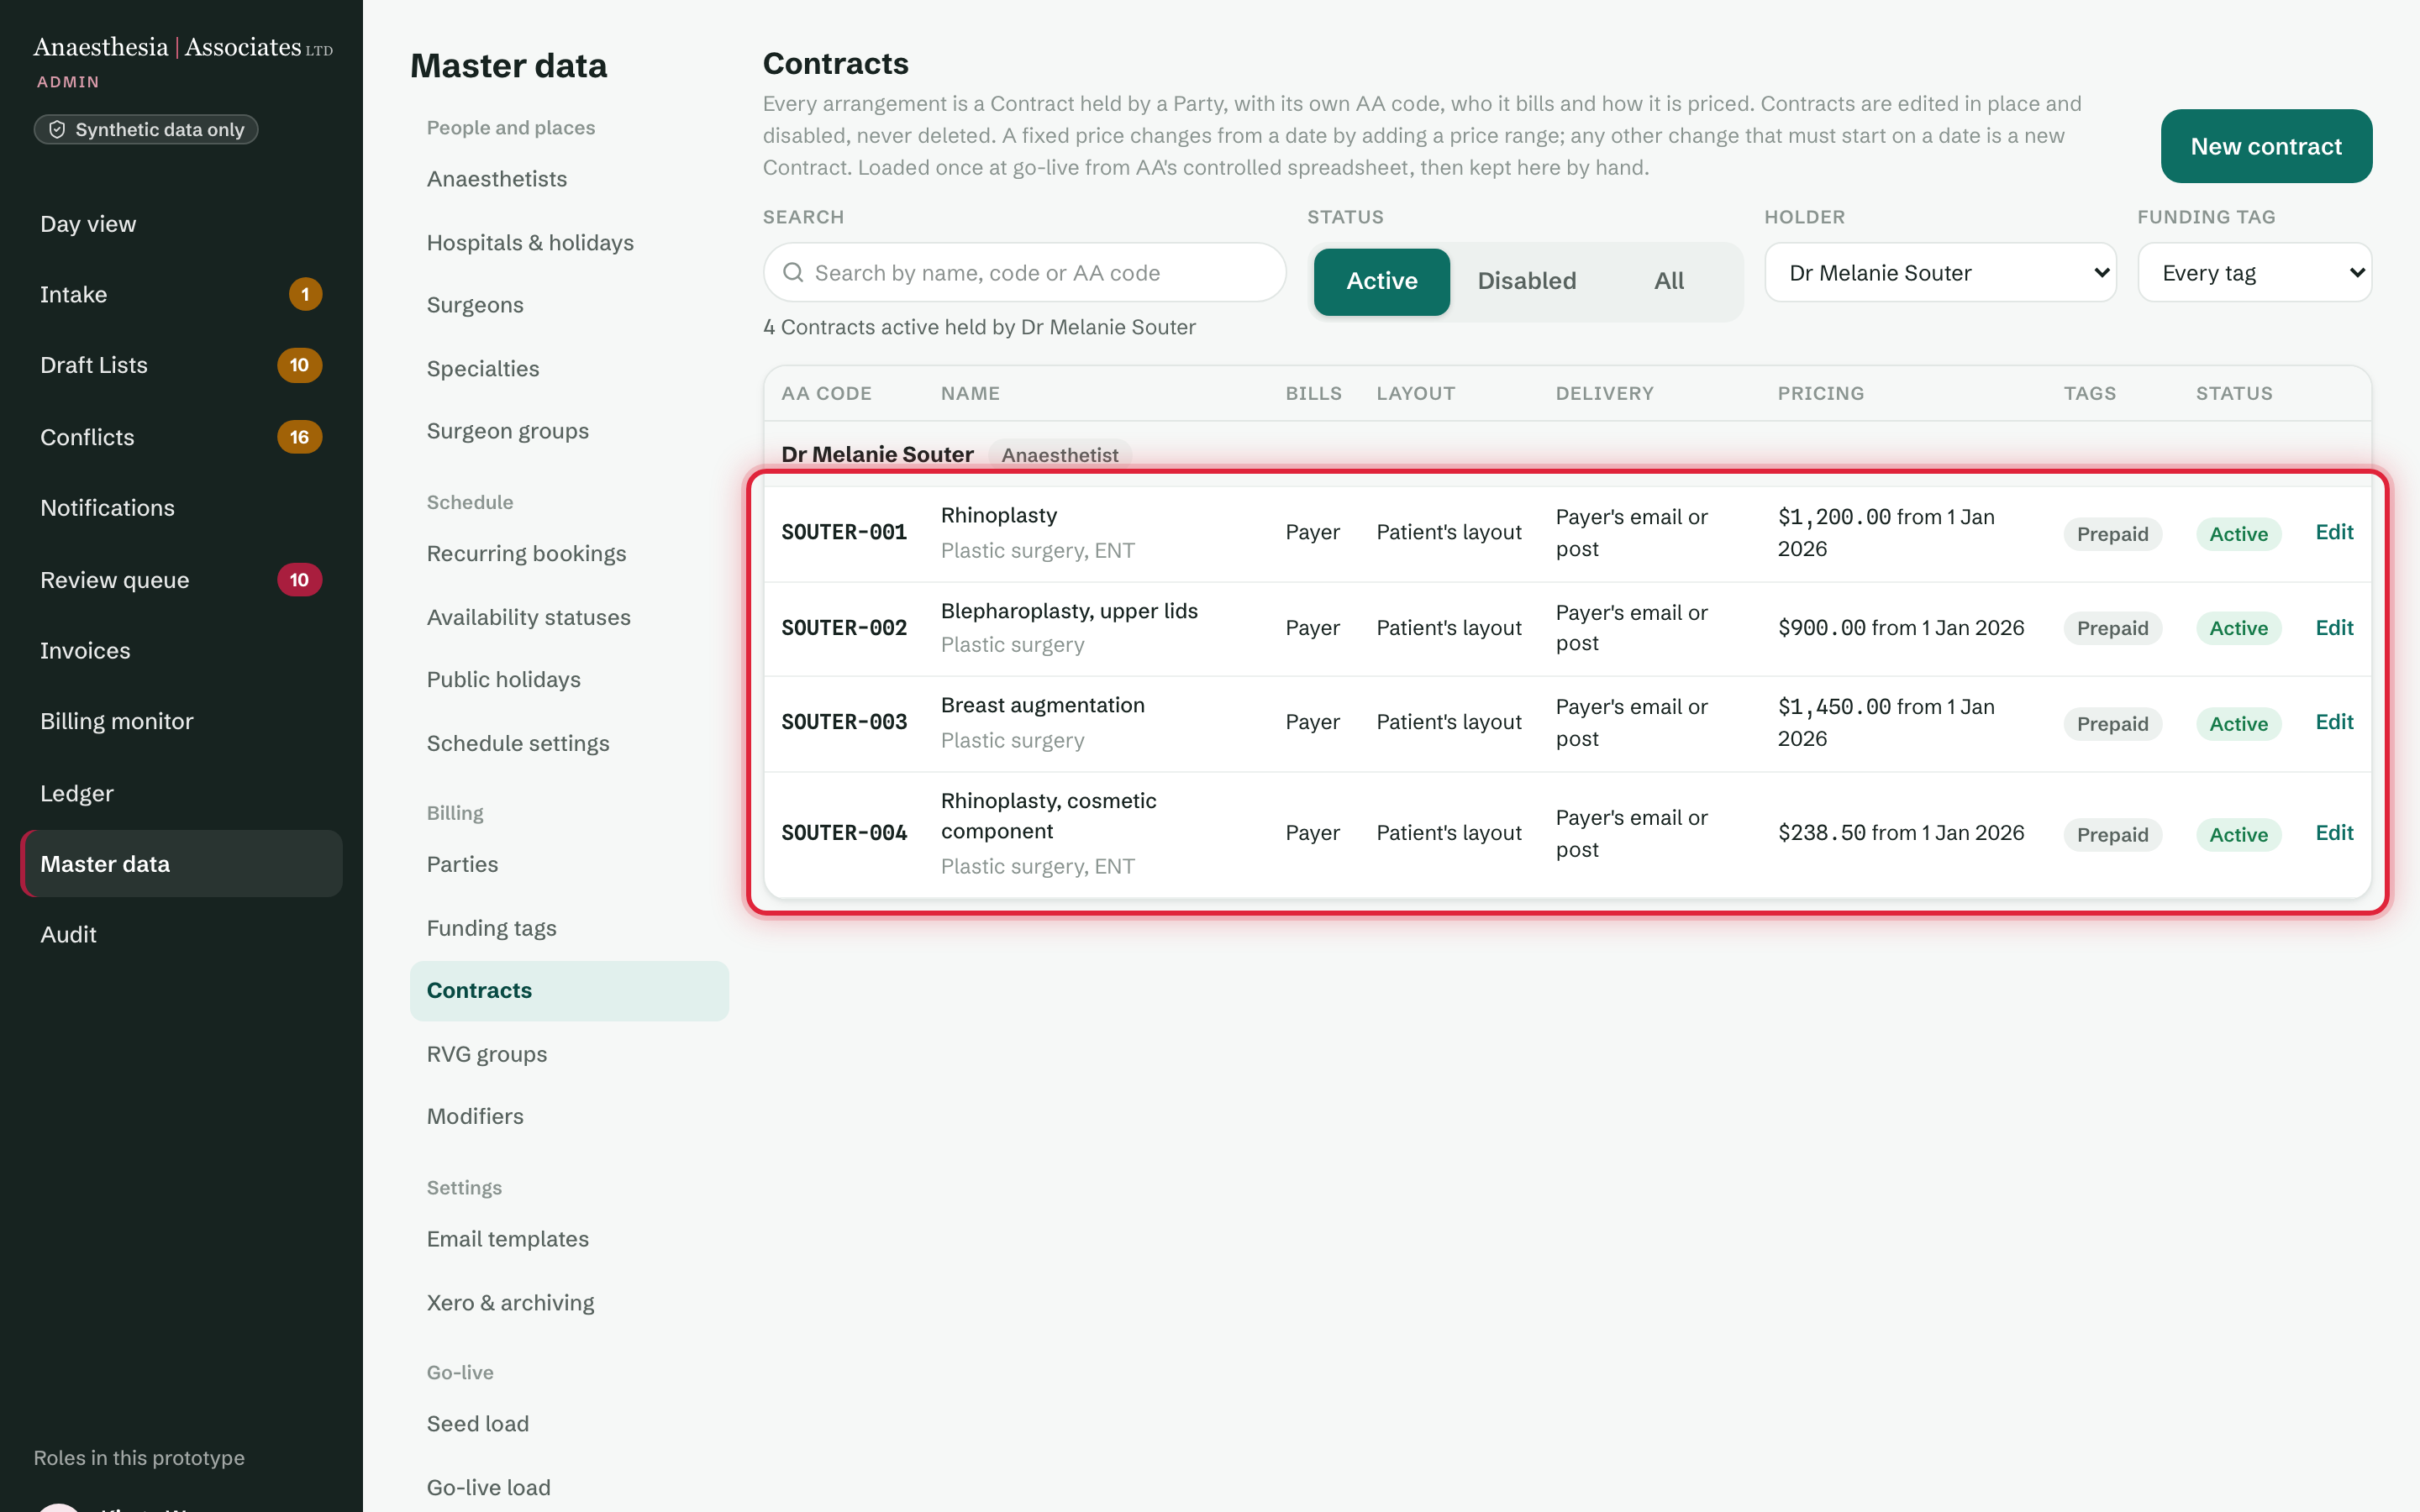 Anaesthesia | Associates LTD
ADMIN
Synthetic data only
Day view
Intake 1
Draft Lists 10
Conflicts 16
Notifications
Review queue 10
Invoices
Billing monitor
Ledger
Master data
Audit
Roles in this prototype
Master data
People and places
Anaesthetists
Hospitals & holidays
Surgeons
Specialties
Surgeon groups
Schedule
Recurring bookings
Availability statuses
Public holidays
Schedule settings
Billing
Parties
Funding tags
Contracts
RVG groups
Modifiers
Settings
Email templates
Xero & archiving
Go-live
Seed load
Go-live load
Contracts
Every arrangement is a Contract held by a Party, with its own AA code, who it bills and how it is priced. Contracts are edited in place and
disabled, never deleted. A fixed price changes from a date by adding a price range; any other change that must start on a date is a new
Contract. Loaded once at go-live from AA's controlled spreadsheet, then kept here by hand.
New contract
SEARCH STATUS HOLDER FUNDING TAG
Search by name, code or AA code Active Disabled All Dr Melanie Souter Every tag
4 Contracts active held by Dr Melanie Souter
AA CODE NAME BILLS LAYOUT DELIVERY PRICING TAGS STATUS
Dr Melanie Souter Anaesthetist
SOUTER-001 Rhinoplasty Payer Patient's layout Payer's email or $1,200.00 from 1 Jan Prepaid Active Edit
Plastic surgery, ENT post 2026
SOUTER-002 Blepharoplasty, upper lids Payer Patient's layout Payer's email or $900.00 from 1 Jan 2026 Prepaid Active Edit
Plastic surgery post
SOUTER-003 Breast augmentation Payer Patient's layout Payer's email or $1,450.00 from 1 Jan Prepaid Active Edit
Plastic surgery post 2026
SOUTER-004 Rhinoplasty, cosmetic Payer Patient's layout Payer's email or $238.50 from 1 Jan 2026 Prepaid Active Edit
component post
Plastic surgery, ENT